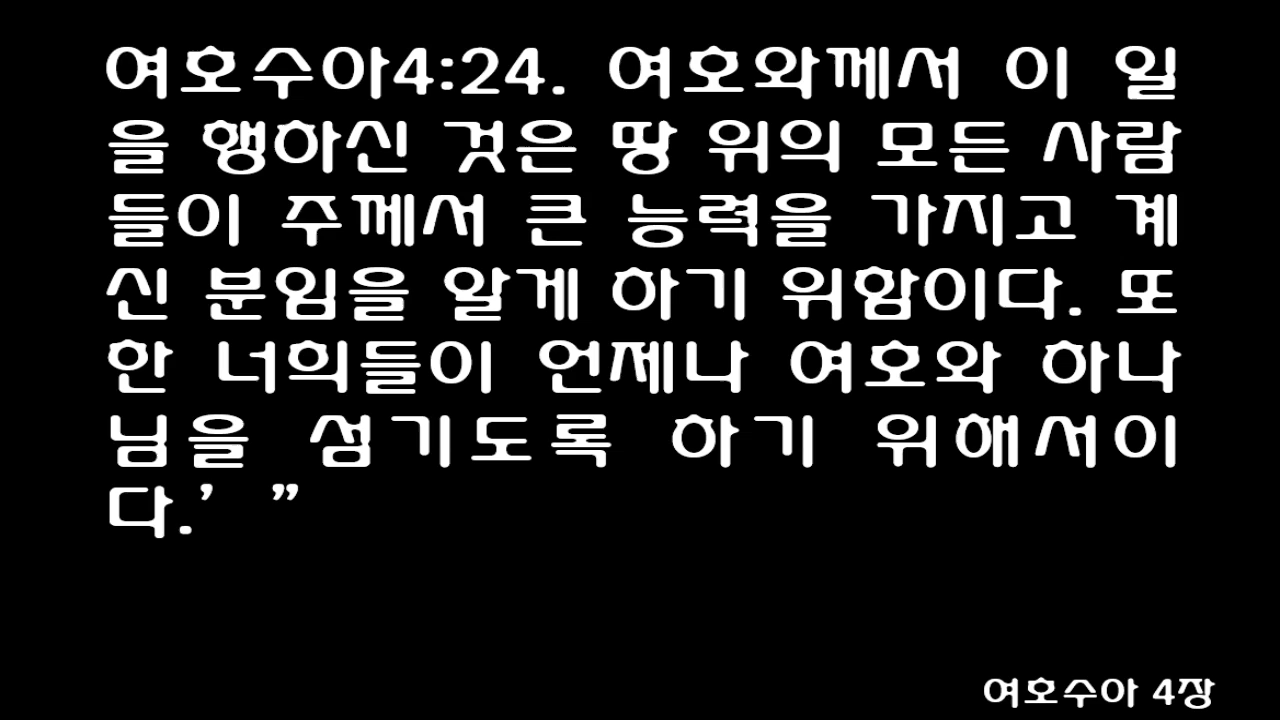 여호수아4:24. 여호와께서 이 일
을 행하신 것은 땅 위의 모든 사람
들이 주께서 큰 능력을 가지고 계
신 분임을 알게 하기 위함이다. 또
한 너희들이 언제나 여호와 하나
님을 섬기도록 하기 위해서이
다.’ ”
여호수아 4장